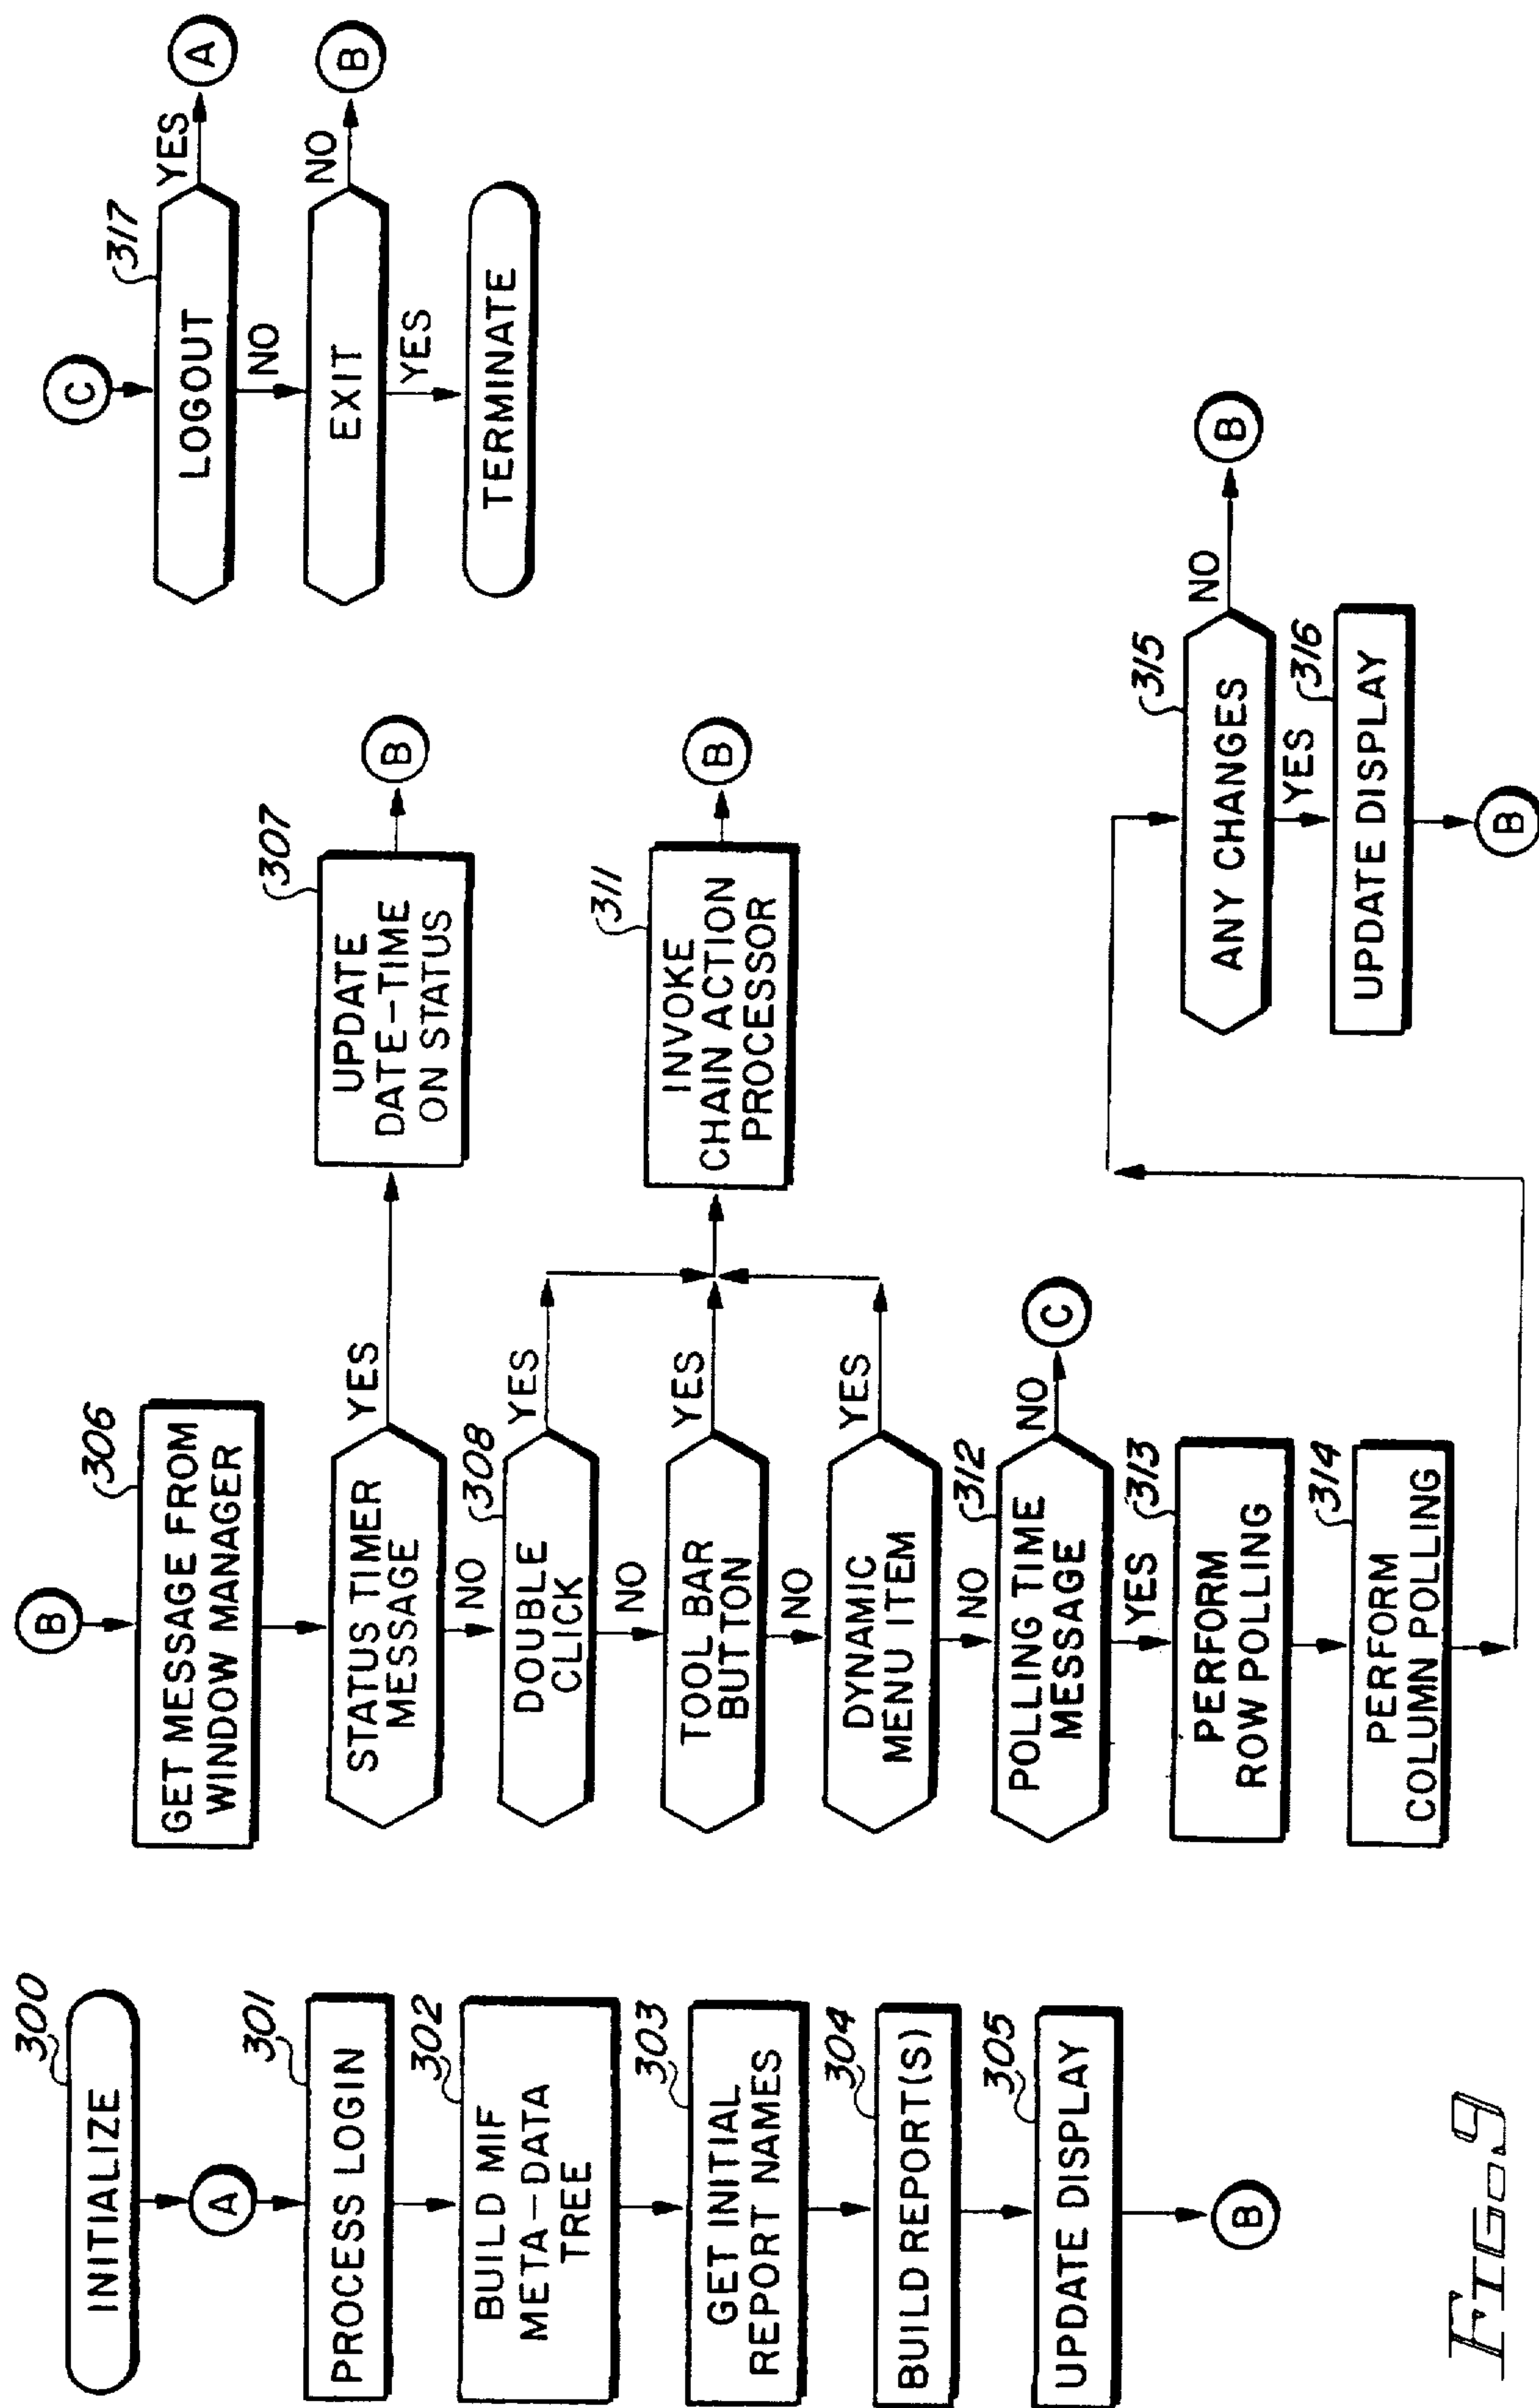 300
INITIALIZE
A
301
PROCESS LOGIN
302
BUILD MIF
META-DATA
TREE
303
GET INITIAL
REPORT NAMES
304
BUILD REPORT(S)
305
UPDATE DISPLAY
B
B
306
GET MESSAGE FROM
WINDOW MANAGER
STATUS TIMER
MESSAGE
YES
NO
307
UPDATE
DATE-TIME
ON STATUS
B
308
DOUBLE
CLICK
YES
NO
TOOL BAR
BUTTON
YES
NO
311
INVOKE
CHAIN ACTION
PROCESSOR
B
DYNAMIC
MENU ITEM
YES
NO
312
POLLING TIME
MESSAGE
NO
C
YES
313
PERFORM
ROW POLLING
314
PERFORM
COLUMN POLLING
315
ANY CHANGES
NO
B
YES
316
UPDATE DISPLAY
B
C
317
LOGOUT
YES
A
NO
EXIT
NO
B
YES
TERMINATE
FIG. 9